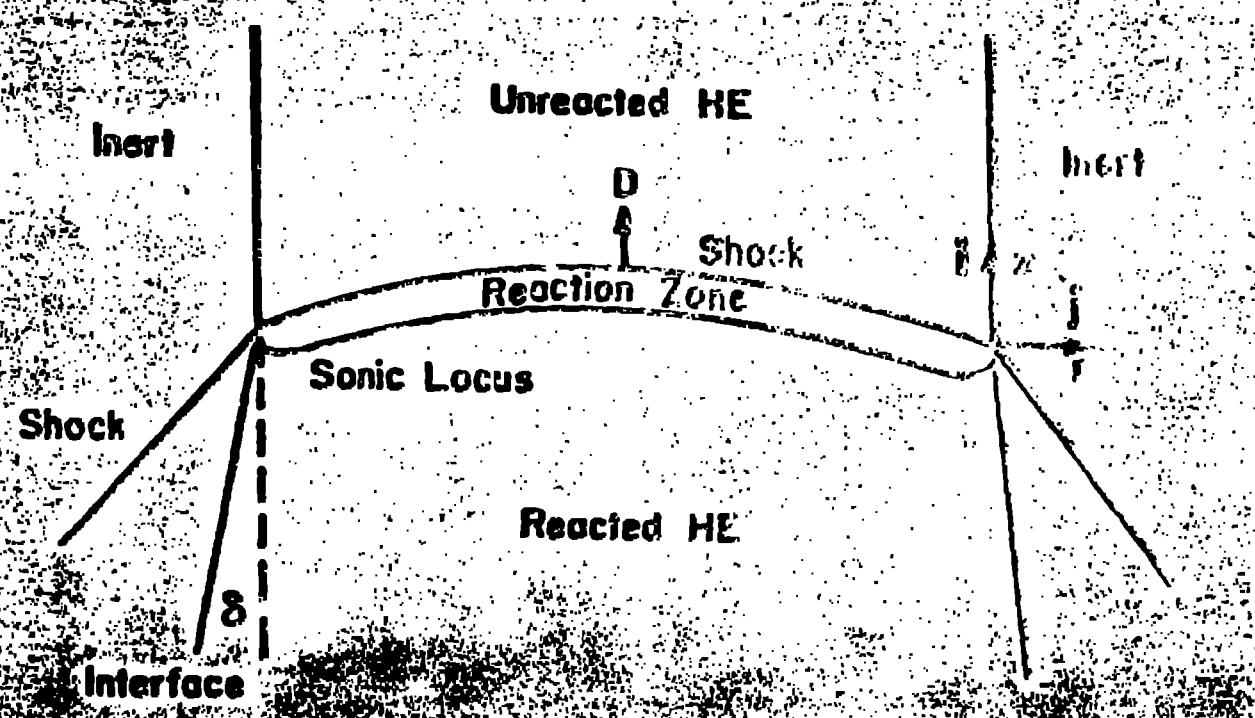 Unreacted HE
Inert
Inert
D
Shock
Reaction Zone
Sonic Locus
Shock
Reacted HE
δ
Interface